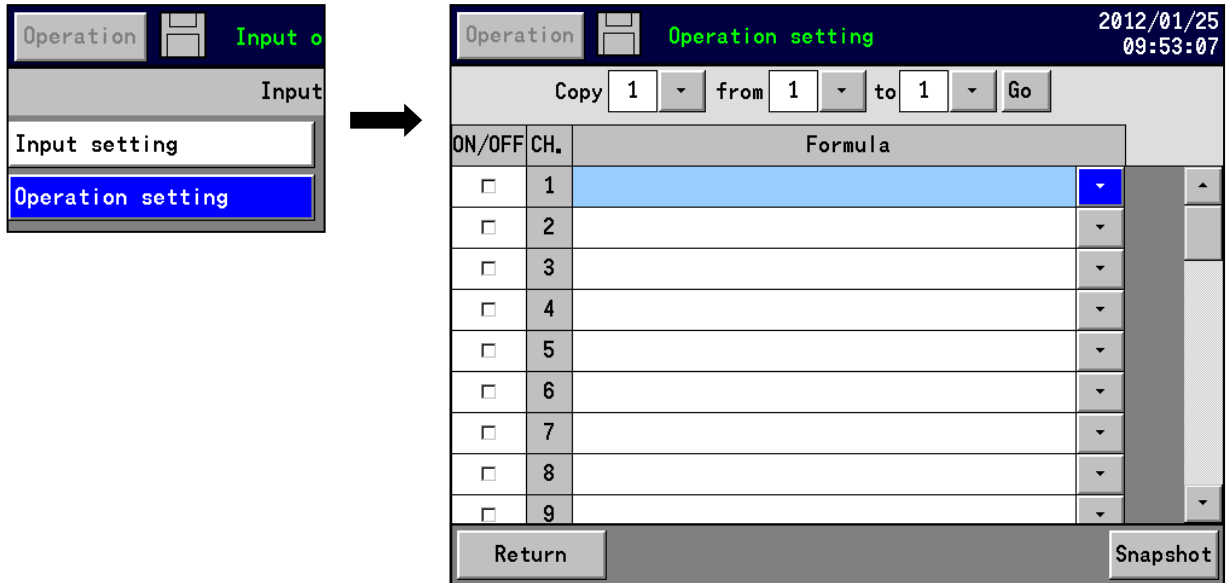 Operation Input o
Input
Input setting
Operation setting
Operation Operation setting 2012/01/25
09:53:07
Copy 1 from 1 to 1 Go
ON/OFF CH. Formula
1
2
3
4
5
6
7
8
9
Return Snapshot